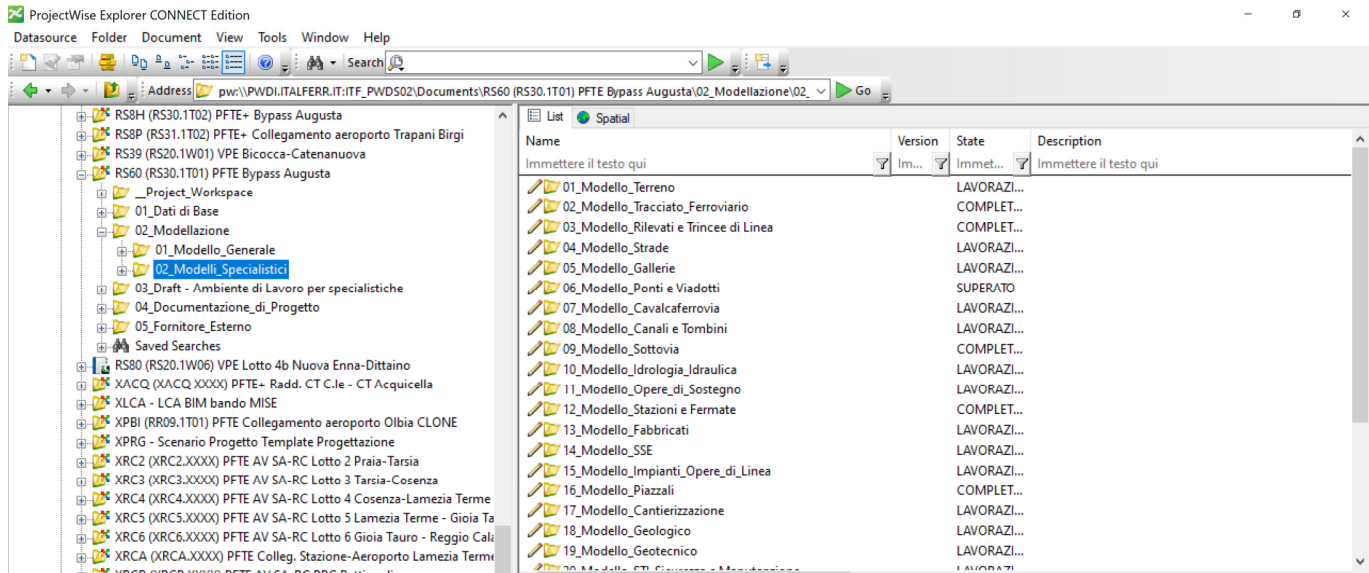 ProjectWise Explorer CONNECT Edition
Datasource Folder Document View Tools Window Help
Search
Address pw:\\PWDI.ITALFERR.IT:ITF_PWDS02\Documents\RS60 (RS30.1T01) PFTE Bypass Augusta\02_Modellazione\02_ Go
RS8H (RS30.1T02) PFTE+ Bypass Augusta
RS8P (RS31.1T02) PFTE+ Collegamento aeroporto Trapani Birgi
RS39 (RS20.1W01) VPE Bicocca-Catenanuova
RS60 (RS30.1T01) PFTE Bypass Augusta
__Project_Workspace
01_Dati di Base
02_Modellazione
01_Modello_Generale
02_Modelli_Specialistici
03_Draft - Ambiente di Lavoro per specialistiche
04_Documentazione_di_Progetto
05_Fornitore_Esterno
Saved Searches
RS80 (RS20.1W06) VPE Lotto 4b Nuova Enna-Dittaino
XACQ (XACQ XXXX) PFTE+ Radd. CT C.le - CT Acquicella
XLCA - LCA BIM bando MISE
XPBI (RR09.1T01) PFTE Collegamento aeroporto Olbia CLONE
XPRG - Scenario Progetto Template Progettazione
XRC2 (XRC2.XXXX) PFTE AV SA-RC Lotto 2 Praia-Tarsia
XRC3 (XRC3.XXXX) PFTE AV SA-RC Lotto 3 Tarsia-Cosenza
XRC4 (XRC4.XXXX) PFTE AV SA-RC Lotto 4 Cosenza-Lamezia Terme
XRC5 (XRC5.XXXX) PFTE AV SA-RC Lotto 5 Lamezia Terme - Gioia Ta
XRC6 (XRC6.XXXX) PFTE AV SA-RC Lotto 6 Gioia Tauro - Reggio Cala
XRCA (XRCA.XXXX) PFTE Colleg. Stazione-Aeroporto Lamezia Terme
List Spatial
Name Version State Description
Immettere il testo qui Im... Immet... Immettere il testo qui
01_Modello_Terreno LAVORAZI...
02_Modello_Tracciato_Ferroviario COMPLET...
03_Modello_Rilevati e Trincee di Linea COMPLET...
04_Modello_Strade LAVORAZI...
05_Modello_Gallerie LAVORAZI...
06_Modello_Ponti e Viadotti SUPERATO
07_Modello_Cavalcaferrovia LAVORAZI...
08_Modello_Canali e Tombini LAVORAZI...
09_Modello_Sottovia COMPLET...
10_Modello_Idrologia_Idraulica LAVORAZI...
11_Modello_Opere_di_Sostegno LAVORAZI...
12_Modello_Stazioni e Fermate COMPLET...
13_Modello_Fabbricati LAVORAZI...
14_Modello_SSE LAVORAZI...
15_Modello_Impianti_Opere_di_Linea LAVORAZI...
16_Modello_Piazzali COMPLET...
17_Modello_Cantierizzazione LAVORAZI...
18_Modello_Geologico LAVORAZI...
19_Modello_Geotecnico LAVORAZI...